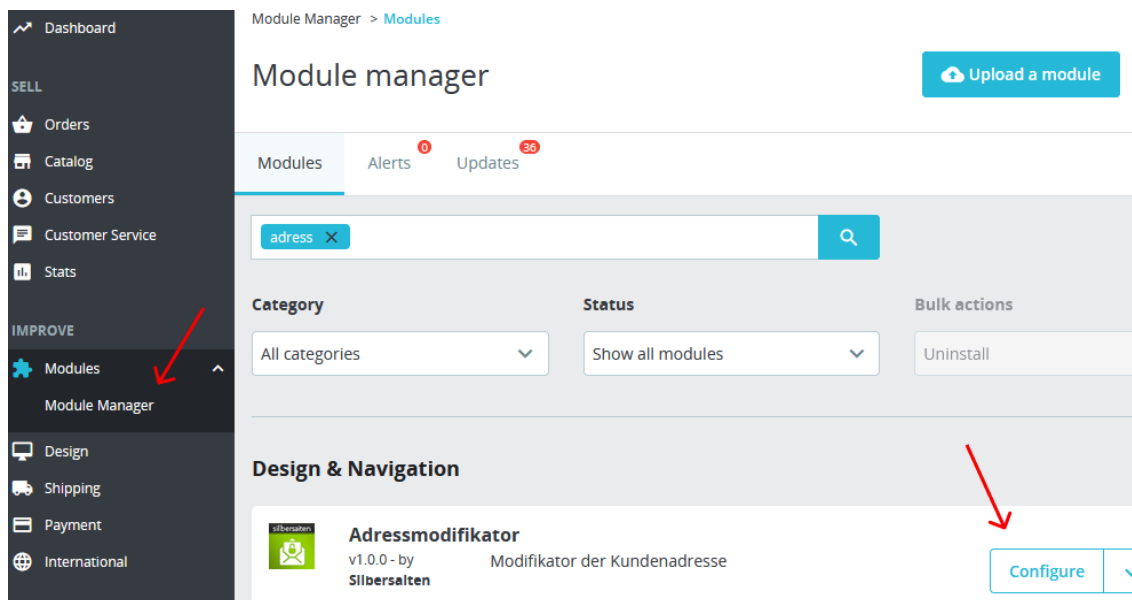 Dashboard
SELL
Orders
Catalog
Customers
Customer Service
Stats
IMPROVE
Modules
Module Manager
Design
Shipping
Payment
International
Module Manager > Modules
Module manager
Upload a module
Modules
Alerts 0
Updates 36
adress
Category
Status
Bulk actions
All categories
Show all modules
Uninstall
Design & Navigation
silbersaiten
Adressmodifikator
v1.0.0 - by
Silbersaiten
Modifikator der Kundenadresse
Configure